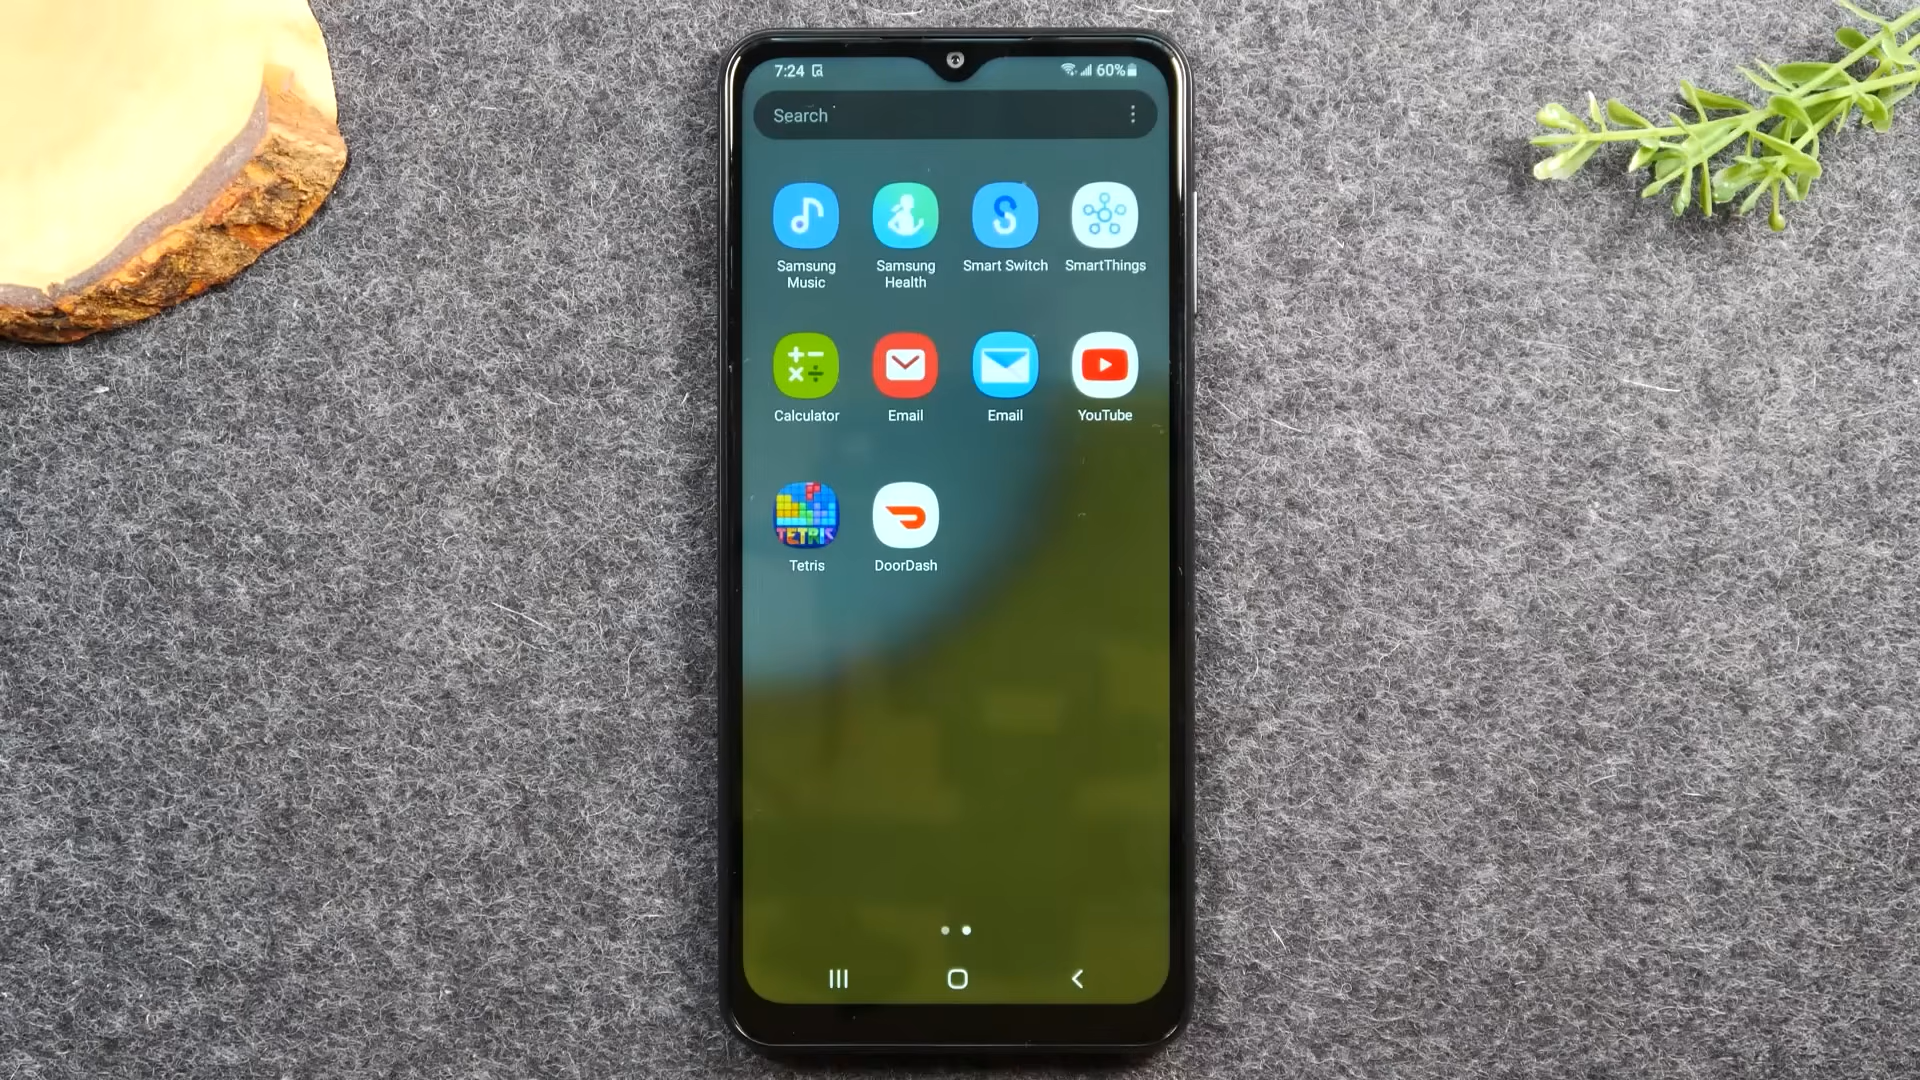 7:24 60%
Search
Samsung Music
Samsung Health
Smart Switch
SmartThings
Calculator
Email
Email
YouTube
TETRIS
Tetris
DoorDash